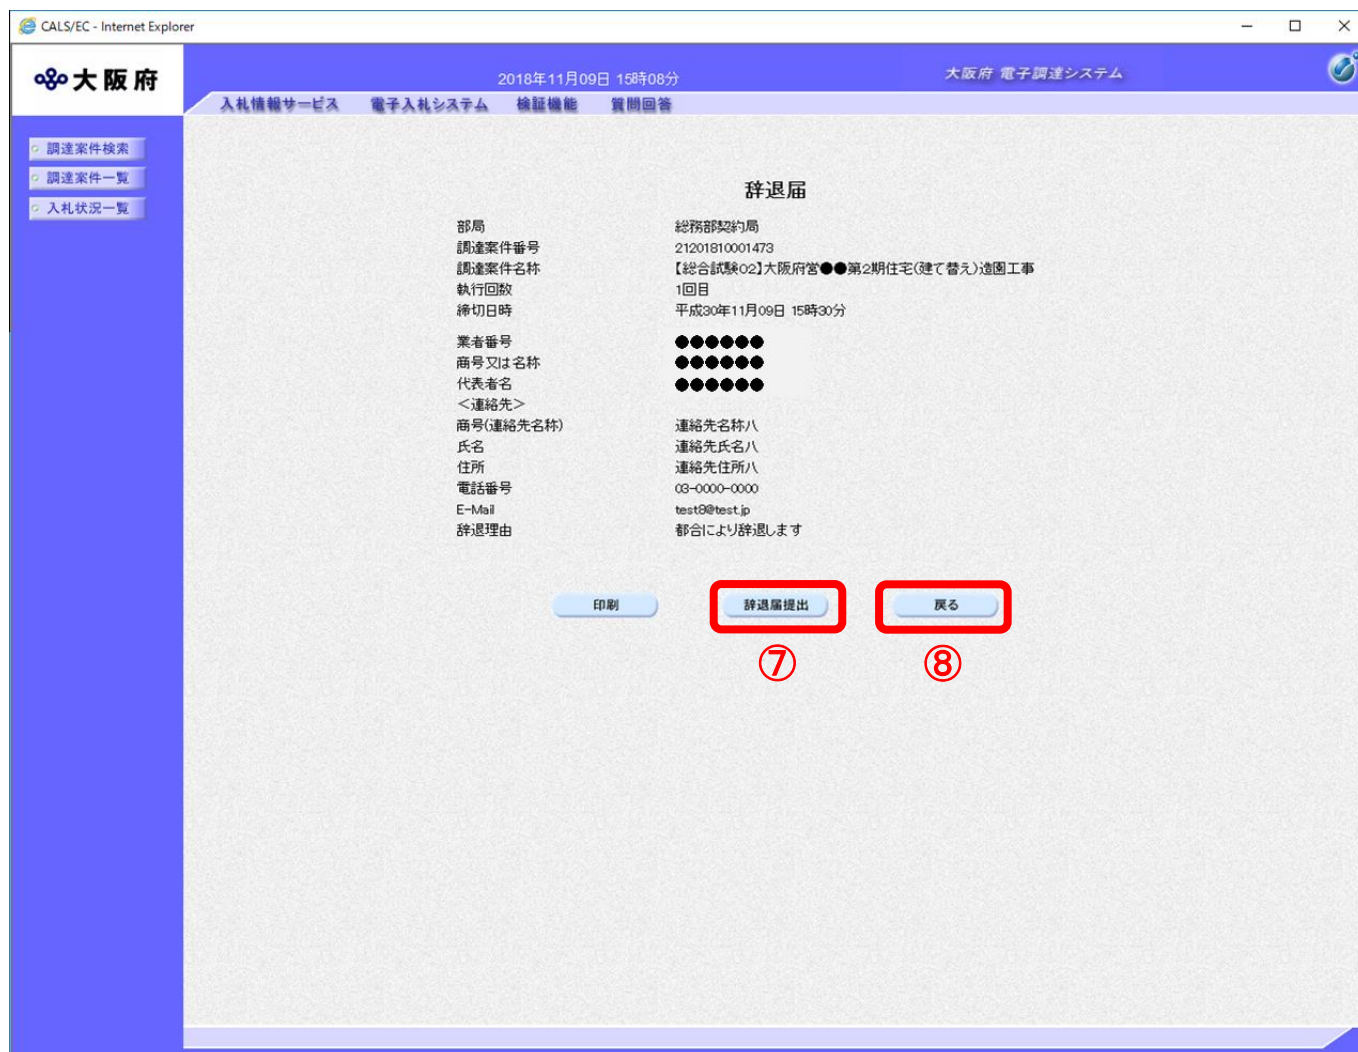 CALS/EC - Internet Explorer
大阪府
2018年11月09日 15時08分
大阪府 電子調達システム
入札情報サービス 電子入札システム 検証機能 質問回答
調達案件検索
調達案件一覧
入札状況一覧
辞退届
部局 総務部契約局
調達案件番号 21201810001473
調達案件名称 【総合試験02】大阪府営●●第2期住宅(建て替え)造園工事
執行回数 1回目
締切日時 平成30年11月09日 15時30分
業者番号 ●●●●●●
商号又は名称 ●●●●●●
代表者名 ●●●●●●
＜連絡先＞
商号(連絡先名称) 連絡先名称八
氏名 連絡先氏名八
住所 連絡先住所八
電話番号 03-0000-0000
E-Mail test8@test.jp
辞退理由 都合により辞退します
印刷 辞退届提出 戻る
⑦ ⑧